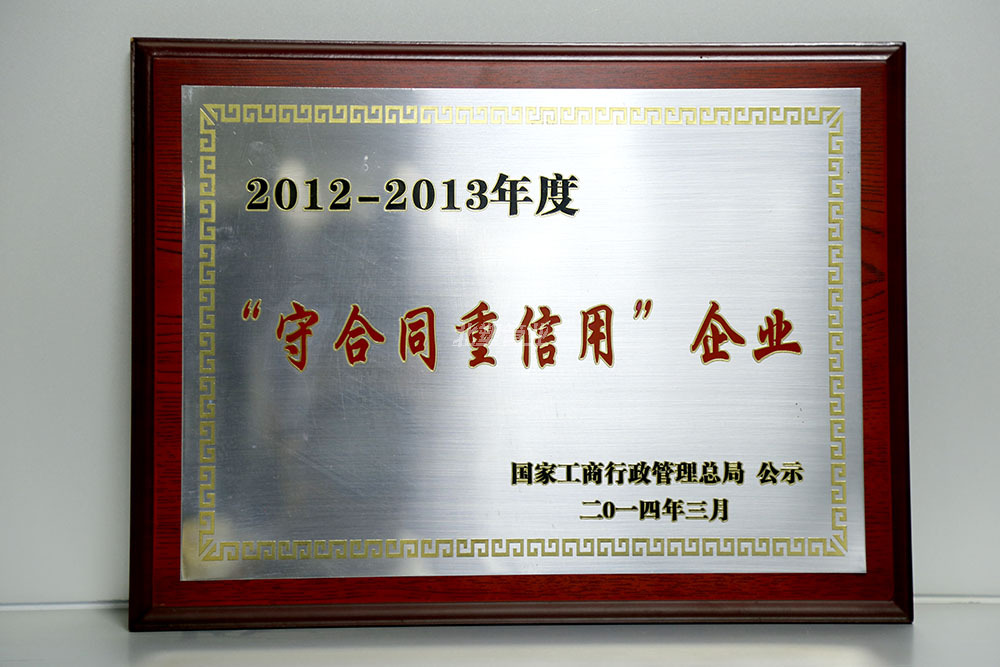 2012-2013年度
“守合同重信用”企业
国家工商行政管理总局 公示
二0一四年三月